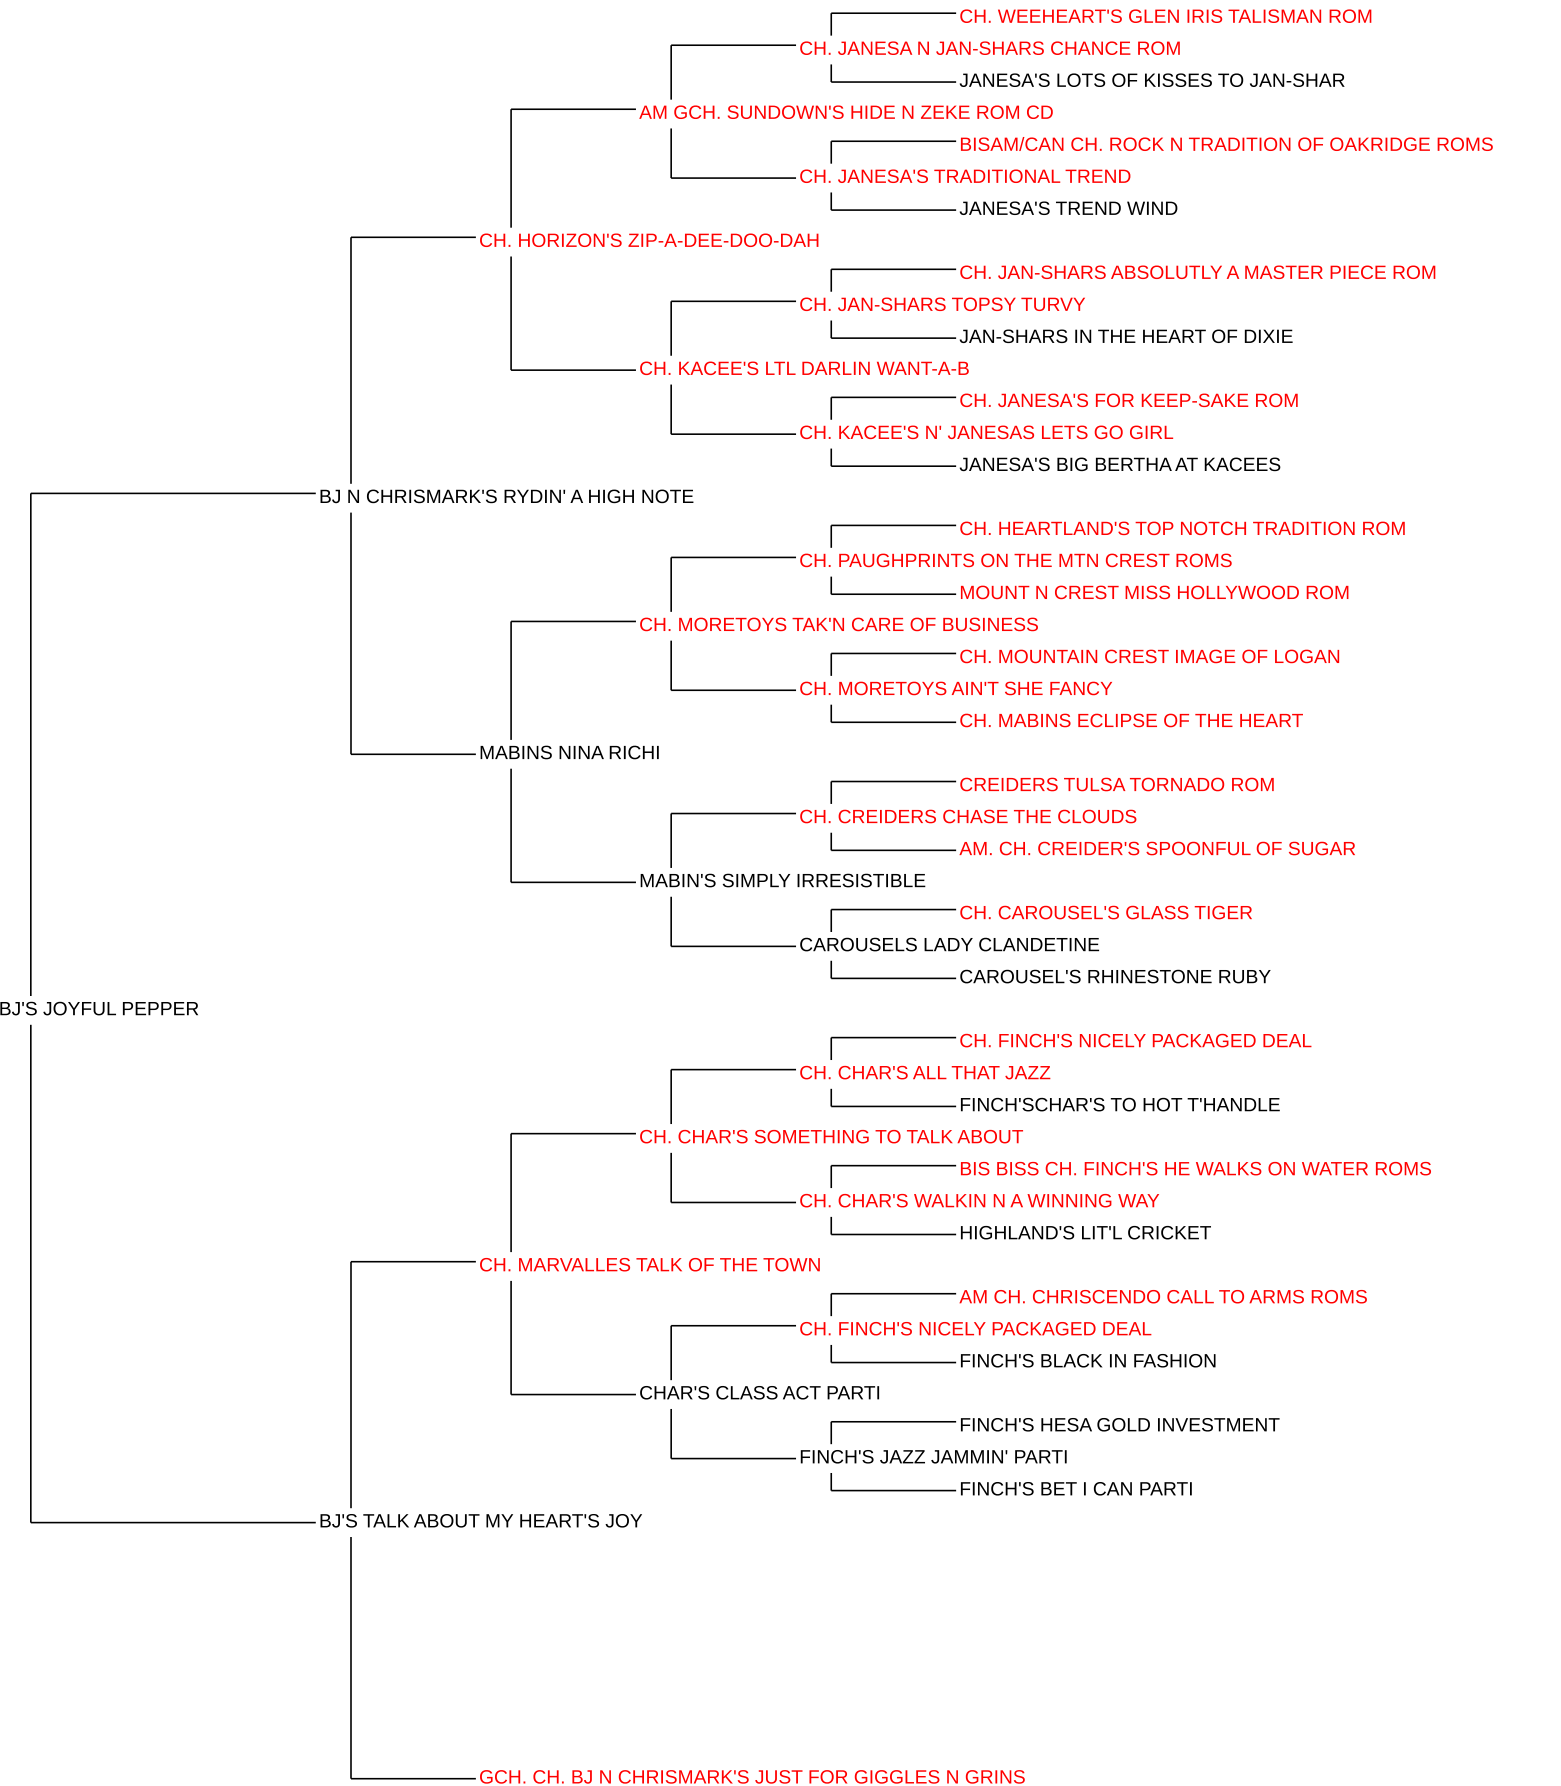 CH. WEEHEART'S GLEN IRIS TALISMAN ROM
CH. JANESA N JAN-SHARS CHANCE ROM
JANESA'S LOTS OF KISSES TO JAN-SHAR
AM GCH. SUNDOWN'S HIDE N ZEKE ROM CD
BISAM/CAN CH. ROCK N TRADITION OF OAKRIDGE ROMS
CH. JANESA'S TRADITIONAL TREND
JANESA'S TREND WIND
CH. HORIZON'S ZIP-A-DEE-DOO-DAH
CH. JAN-SHARS ABSOLUTLY A MASTER PIECE ROM
CH. JAN-SHARS TOPSY TURVY
JAN-SHARS IN THE HEART OF DIXIE
CH. KACEE'S LTL DARLIN WANT-A-B
CH. JANESA'S FOR KEEP-SAKE ROM
CH. KACEE'S N' JANESAS LETS GO GIRL
JANESA'S BIG BERTHA AT KACEES
BJ N CHRISMARK'S RYDIN' A HIGH NOTE
CH. HEARTLAND'S TOP NOTCH TRADITION ROM
CH. PAUGHPRINTS ON THE MTN CREST ROMS
MOUNT N CREST MISS HOLLYWOOD ROM
CH. MORETOYS TAK'N CARE OF BUSINESS
CH. MOUNTAIN CREST IMAGE OF LOGAN
CH. MORETOYS AIN'T SHE FANCY
CH. MABINS ECLIPSE OF THE HEART
MABINS NINA RICHI
CREIDERS TULSA TORNADO ROM
CH. CREIDERS CHASE THE CLOUDS
AM. CH. CREIDER'S SPOONFUL OF SUGAR
MABIN'S SIMPLY IRRESISTIBLE
CH. CAROUSEL'S GLASS TIGER
CAROUSELS LADY CLANDETINE
CAROUSEL'S RHINESTONE RUBY
BJ'S JOYFUL PEPPER
CH. FINCH'S NICELY PACKAGED DEAL
CH. CHAR'S ALL THAT JAZZ
FINCH'SCHAR'S TO HOT T'HANDLE
CH. CHAR'S SOMETHING TO TALK ABOUT
BIS BISS CH. FINCH'S HE WALKS ON WATER ROMS
CH. CHAR'S WALKIN N A WINNING WAY
HIGHLAND'S LIT'L CRICKET
CH. MARVALLES TALK OF THE TOWN
AM CH. CHRISCENDO CALL TO ARMS ROMS
CH. FINCH'S NICELY PACKAGED DEAL
FINCH'S BLACK IN FASHION
CHAR'S CLASS ACT PARTI
FINCH'S HESA GOLD INVESTMENT
FINCH'S JAZZ JAMMIN' PARTI
FINCH'S BET I CAN PARTI
BJ'S TALK ABOUT MY HEART'S JOY
GCH. CH. BJ N CHRISMARK'S JUST FOR GIGGLES N GRINS